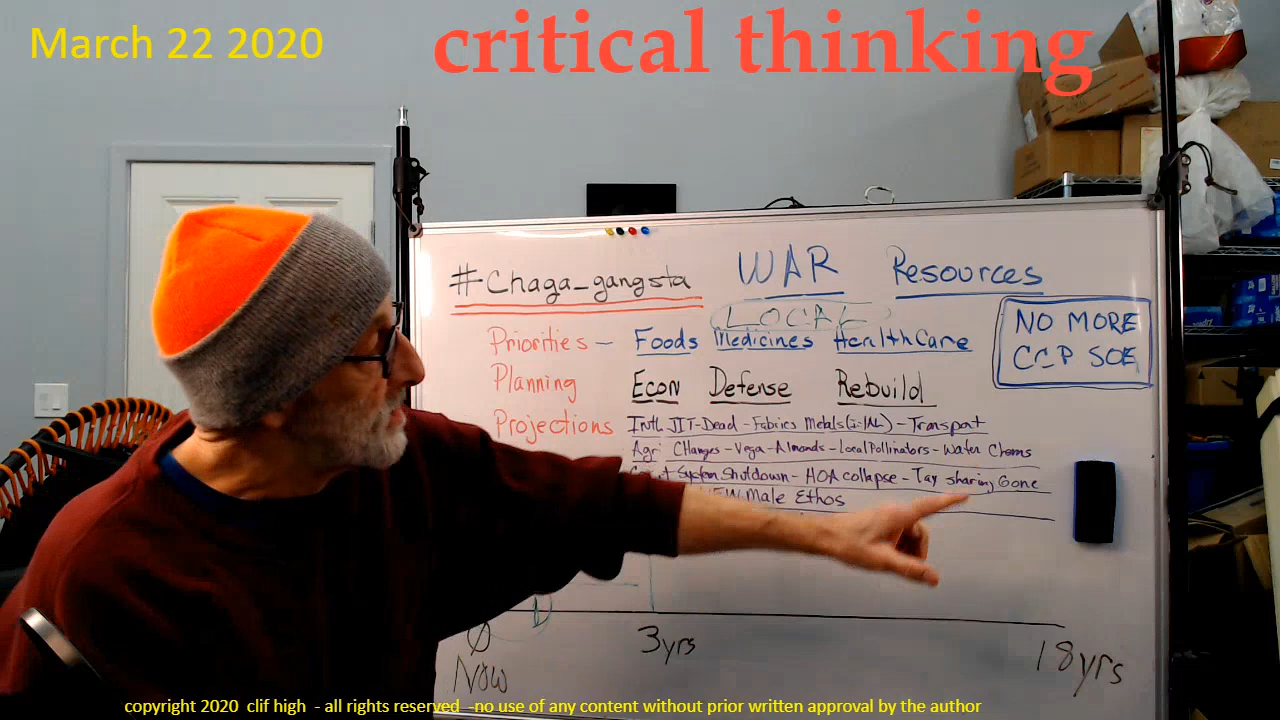 March 22 2020
critical thinking
#Chaga_gangsta WAR Resources
LOCAL
Priorities - Foods Medicines HealthCare
NO MORE CCP SOE
Planning Econ Defense Rebuild
Projections Intl. JIT-Dead - Fabrics Metals - Transport
Agri CHanges - Vega - Almonds - Local Pollinators - Water Chems
System Shutdown - HOA collapse - Tax sharing Gone
Male Ethos
Ø 3yrs 18yrs
Now
copyright 2020 clif high - all rights reserved -no use of any content without prior written approval by the author